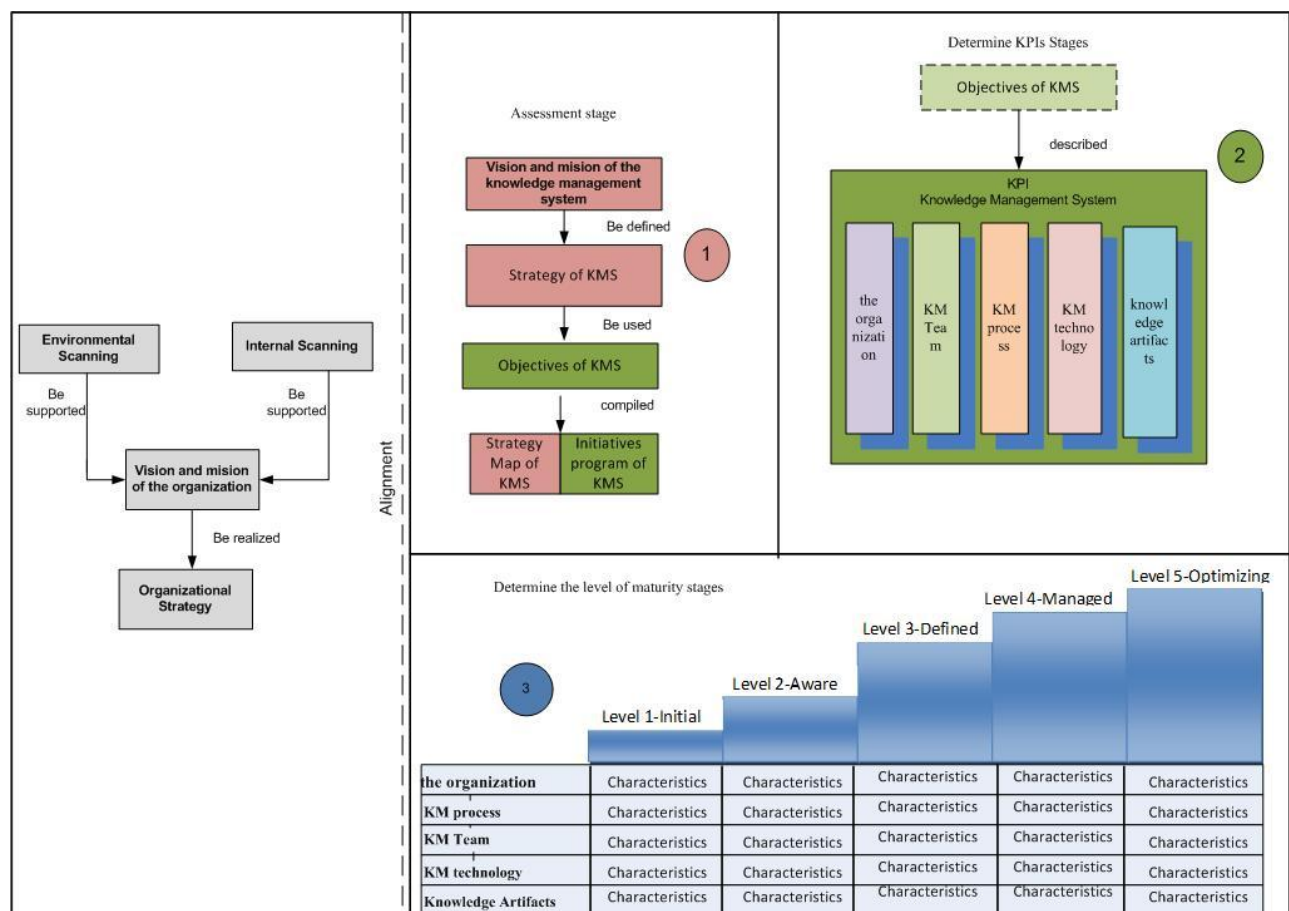 Environmental
Scanning
Internal Scanning
Be
supported
Be
supported
Vision and mision
of the organization
Be realized
Organizational
Strategy
Alignment
Assessment stage
Vision and mision of the
knowledge management
system
Be defined
1
Strategy of KMS
Be used
Objectives of KMS
compiled
Strategy
Map of
KMS
Initiatives
program of
KMS
Determine KPIs Stages
Objectives of KMS
described
2
KPI
Knowledge Management System
the
orga
nizati
on
KM
Tea
m
KM
proce
ss
KM
techno
logy
knowl
edge
artifac
ts
Determine the level of maturity stages
3
Level 1-Initial
Level 2-Aware
Level 3-Defined
Level 4-Managed
Level 5-Optimizing
the organization Characteristics Characteristics Characteristics Characteristics Characteristics
KM process Characteristics Characteristics Characteristics Characteristics Characteristics
KM Team Characteristics Characteristics Characteristics Characteristics Characteristics
KM technology Characteristics Characteristics Characteristics Characteristics Characteristics
Knowledge Artifacts Characteristics Characteristics Characteristics Characteristics Characteristics